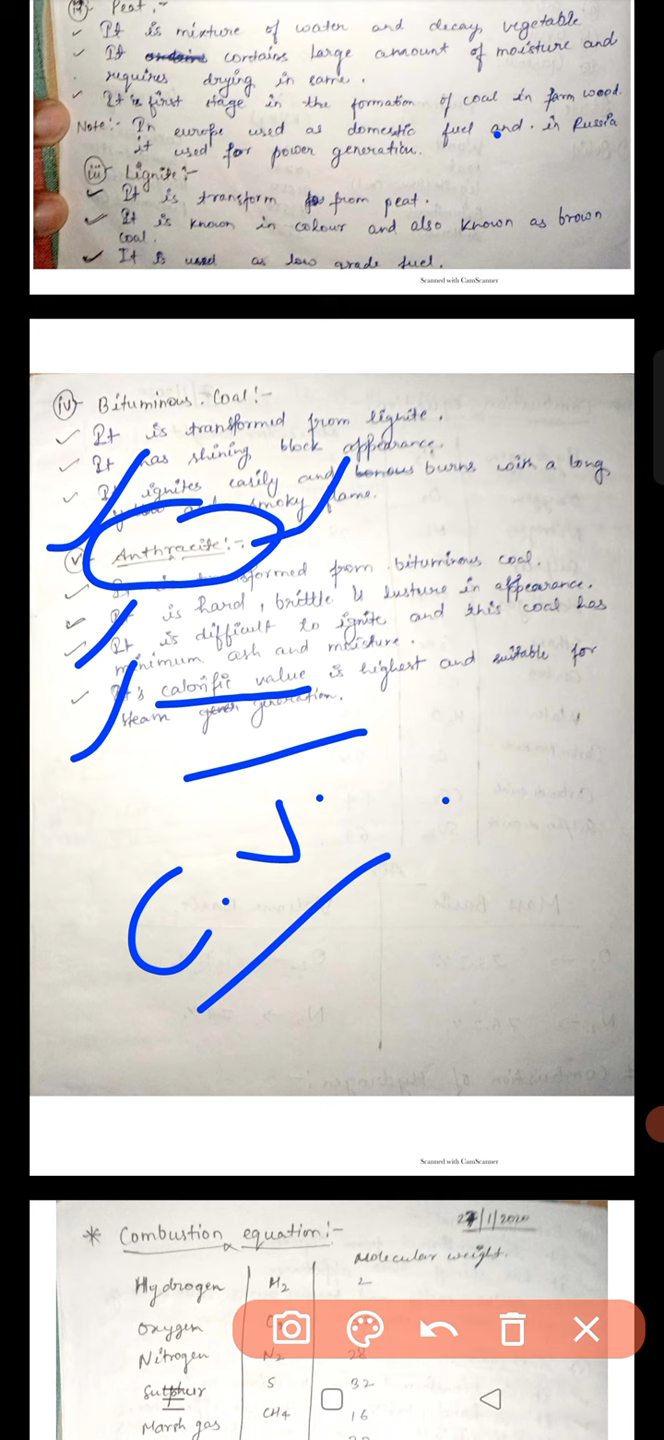 (ii) Peat :-
It is mixture of water and decay vegetable
It contains large amount of moisture and
requires drying in
It is first stage in the formation of coal in farm wood.
Note:- In europe used as domestic fuel and in Russia
it used for power generation.
(iii) Lignite :-
It is transform from peat.
It is known in colour and also known as brown
coal.
It is used as low grade fuel.
Scanned with CamScanner
(iv) Bituminous Coal :-
It is transformed from lignite.
It has shining block appearance.
It ignites easily and burns with a long
smoky flame.
(v) Anthracite :-
from bituminous coal.
It is hard, brittle & lusture in appearance.
It is difficult to ignite and this coal has
minimum ash and moisture.
It's calorific value is highest and suitable for
steam generation.
C.V.
Scanned with CamScanner
27/1/2020
* Combustion equation :-
Molecular weight.
Hydrogen H₂ 2
Oxygen
Nitrogen N₂ 28
Sulphur S 32
Marsh gas CH4 16